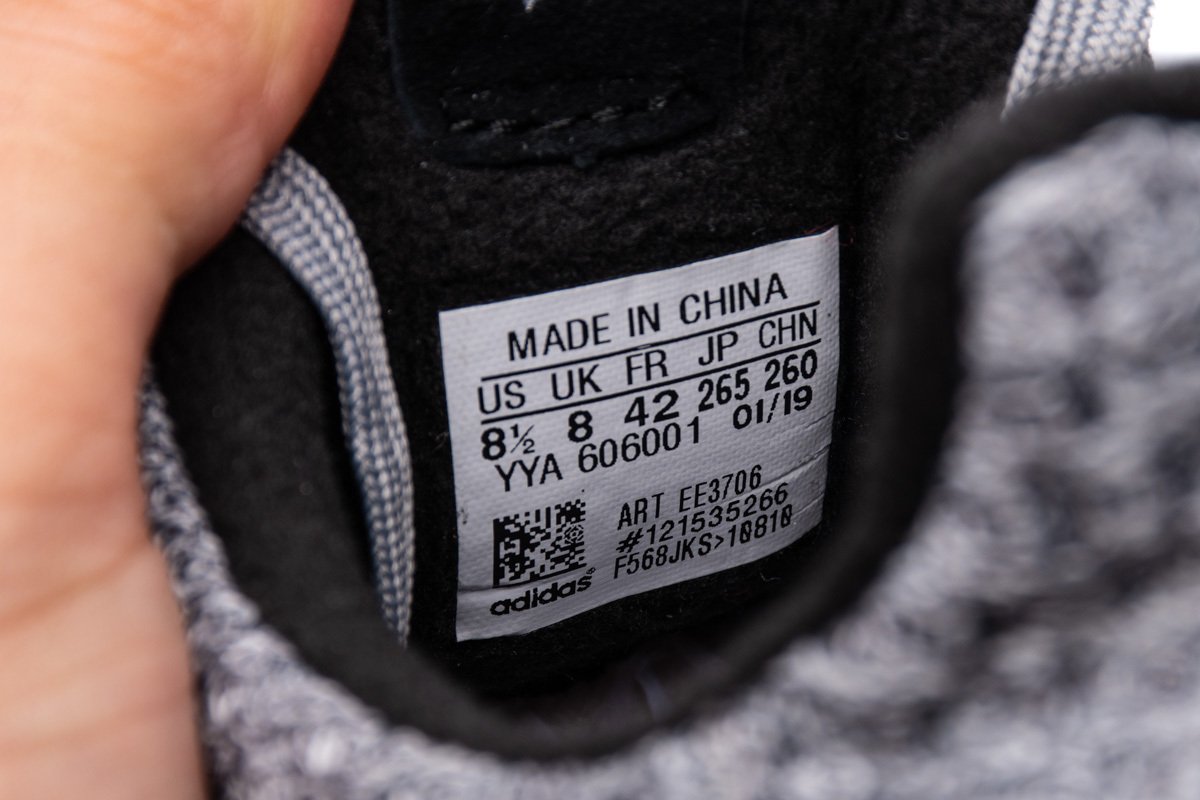 MADE IN CHINA
US UK FR JP CHN
8½ 8 42 265 260
YYA 606001 01/19
ART EE3706
#121535266
F568JKS>10810
adidas®